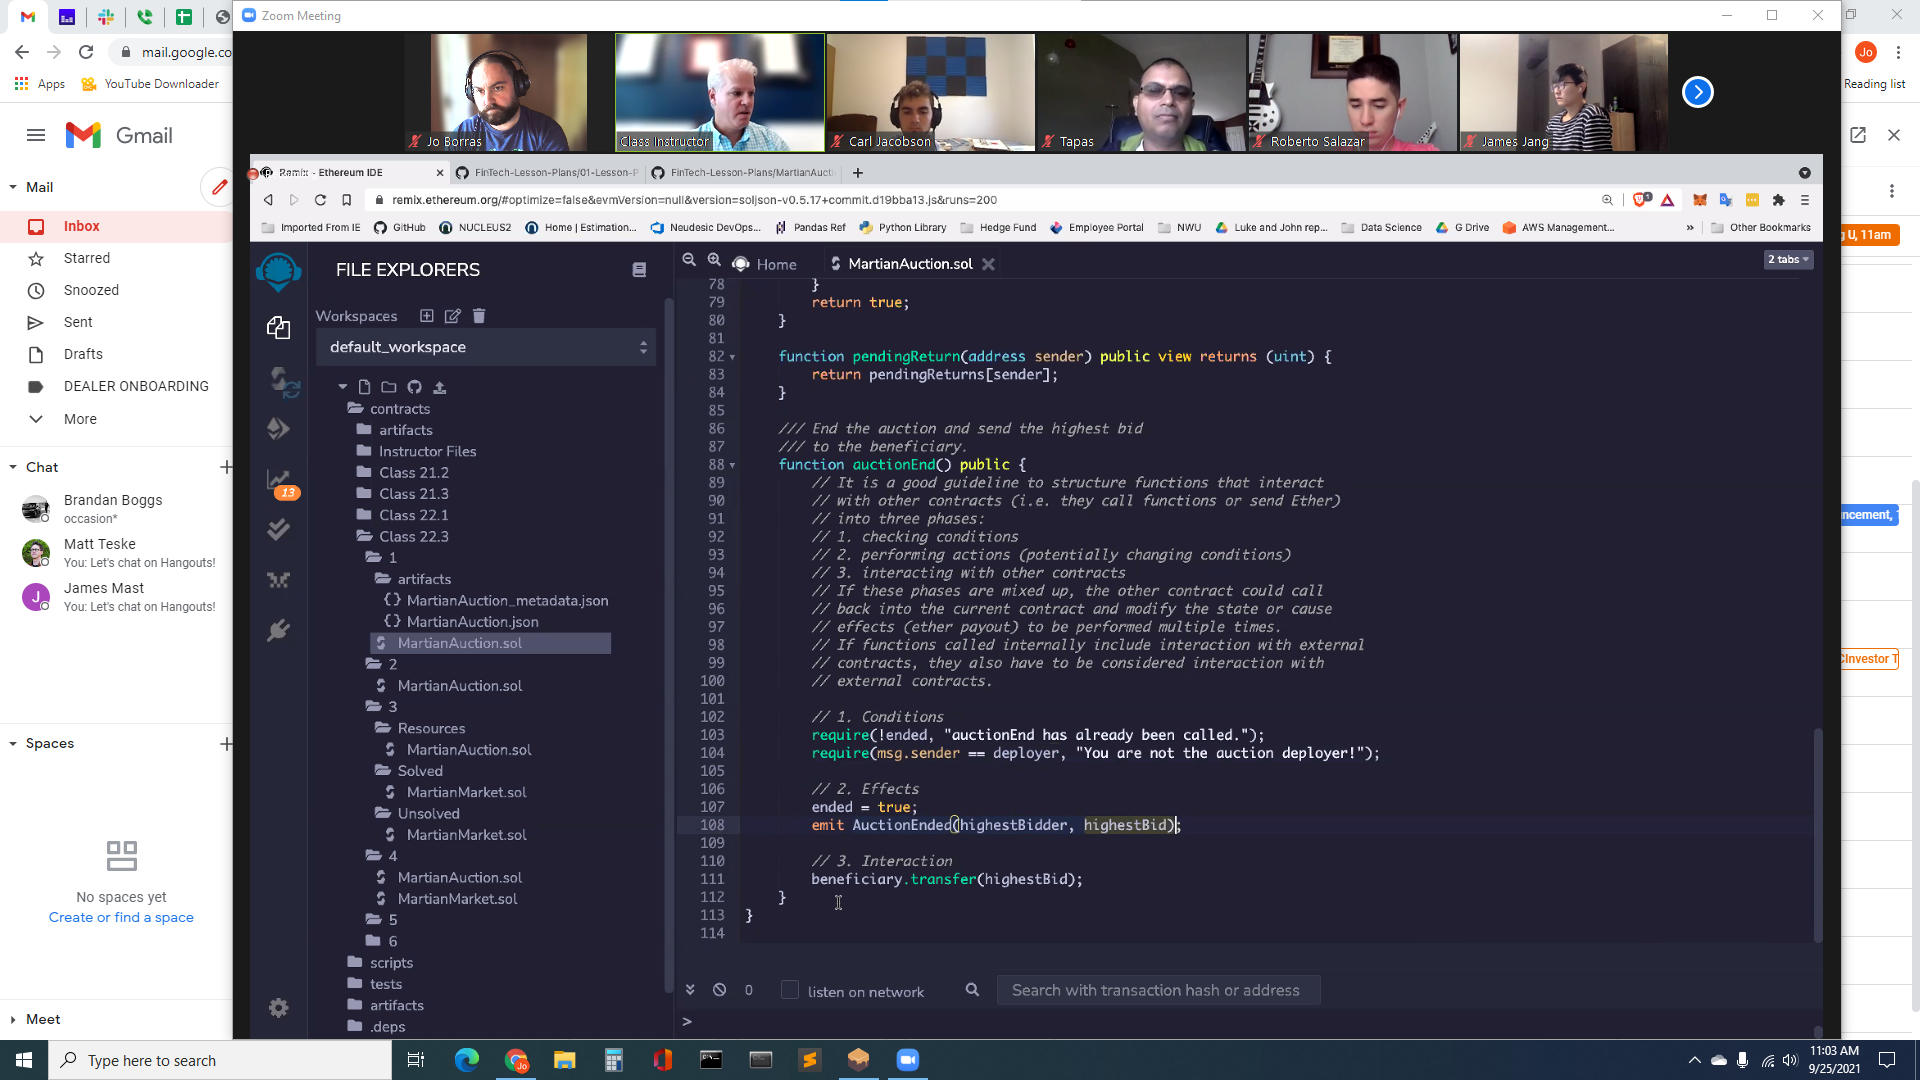 Zoom Meeting
mail.google.co
Apps
YouTube Downloader
Gmail
Mail
Inbox
Starred
Snoozed
Sent
Drafts
DEALER ONBOARDING
More
Chat
Brandan Boggs
occasion*
Matt Teske
You: Let's chat on Hangouts!
J
James Mast
You: Let's chat on Hangouts!
Spaces
No spaces yet
Create or find a space
Meet
Jo Borras
Class Instructor
Carl Jacobson
Tapas
Roberto Salazar
James Jang
Jo
Reading list
g U, 11am
ncement,
CInvestor T
Remix - Ethereum IDE
FinTech-Lesson-Plans/01-Lesson-P
FinTech-Lesson-Plans/MartianAucti
remix.ethereum.org/#optimize=false&evmVersion=null&version=soljson-v0.5.17+commit.d19bba13.js&runs=200
Imported From IE
GitHub
NUCLEUS2
Home | Estimation...
Neudesic DevOps...
Pandas Ref
Python Library
Hedge Fund
Employee Portal
NWU
Luke and John rep...
Data Science
G Drive
AWS Management...
Other Bookmarks
FILE EXPLORERS
Workspaces
default_workspace
contracts
artifacts
Instructor Files
Class 21.2
Class 21.3
Class 22.1
Class 22.3
1
artifacts
MartianAuction_metadata.json
MartianAuction.json
MartianAuction.sol
2
MartianAuction.sol
3
Resources
MartianAuction.sol
Solved
MartianMarket.sol
Unsolved
MartianMarket.sol
4
MartianAuction.sol
MartianMarket.sol
5
6
scripts
tests
artifacts
.deps
13
Home
MartianAuction.sol
2 tabs
78 }
79 return true;
80 }
81
82 function pendingReturn(address sender) public view returns (uint) {
83 return pendingReturns[sender];
84 }
85
86 /// End the auction and send the highest bid
87 /// to the beneficiary.
88 function auctionEnd() public {
89 // It is a good guideline to structure functions that interact
90 // with other contracts (i.e. they call functions or send Ether)
91 // into three phases:
92 // 1. checking conditions
93 // 2. performing actions (potentially changing conditions)
94 // 3. interacting with other contracts
95 // If these phases are mixed up, the other contract could call
96 // back into the current contract and modify the state or cause
97 // effects (ether payout) to be performed multiple times.
98 // If functions called internally include interaction with external
99 // contracts, they also have to be considered interaction with
100 // external contracts.
101
102 // 1. Conditions
103 require(!ended, "auctionEnd has already been called.");
104 require(msg.sender == deployer, "You are not the auction deployer!");
105
106 // 2. Effects
107 ended = true;
108 emit AuctionEnded(highestBidder, highestBid);
109
110 // 3. Interaction
111 beneficiary.transfer(highestBid);
112 }
113 }
114
0
listen on network
Search with transaction hash or address
>
Type here to search
11:03 AM
9/25/2021